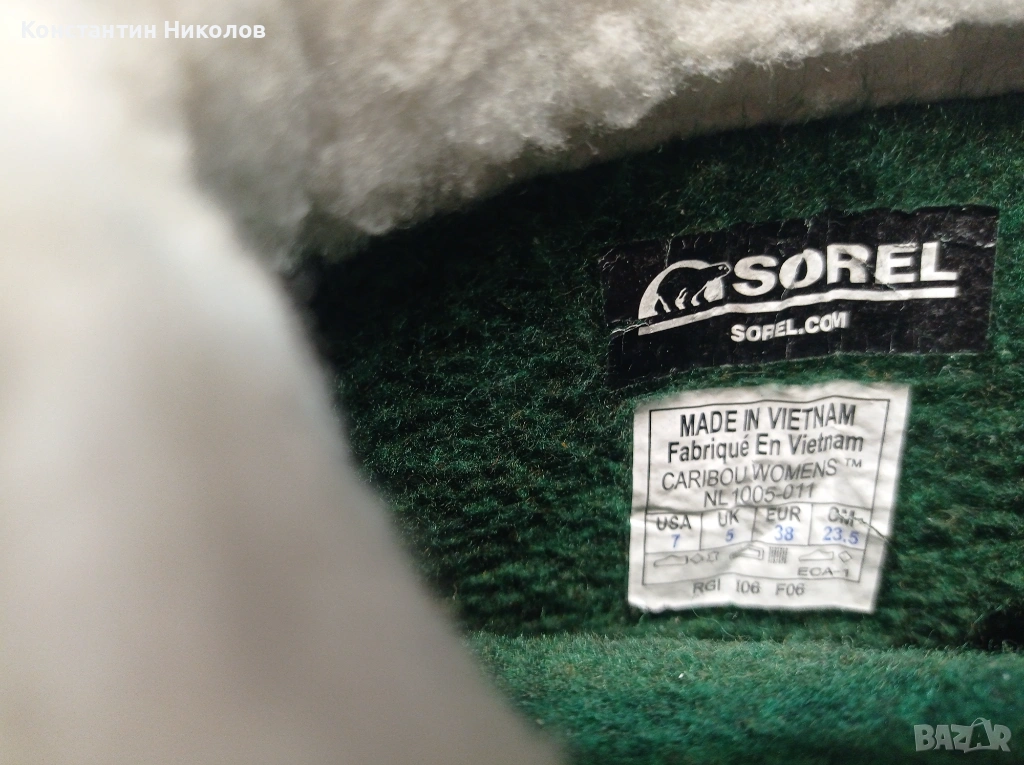 Константин Николов
SOREL
SOREL.COM
MADE IN VIETNAM
Fabriqué En Vietnam
CARIBOU WOMENS™
NL1005-011
USA UK EUR CM
7 5 38 23.5
ECA-1
RGI I06 F06
BAZAR